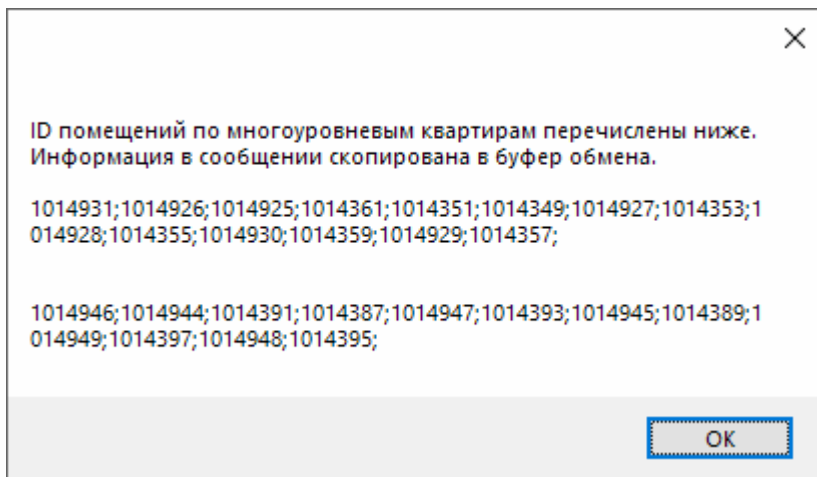 ID помещений по многоуровневым квартирам перечислены ниже.
Информация в сообщении скопирована в буфер обмена.
1014931;1014926;1014925;1014361;1014351;1014349;1014927;1014353;1
014928;1014355;1014930;1014359;1014929;1014357;
1014946;1014944;1014391;1014387;1014947;1014393;1014945;1014389;1
014949;1014397;1014948;1014395;
OK